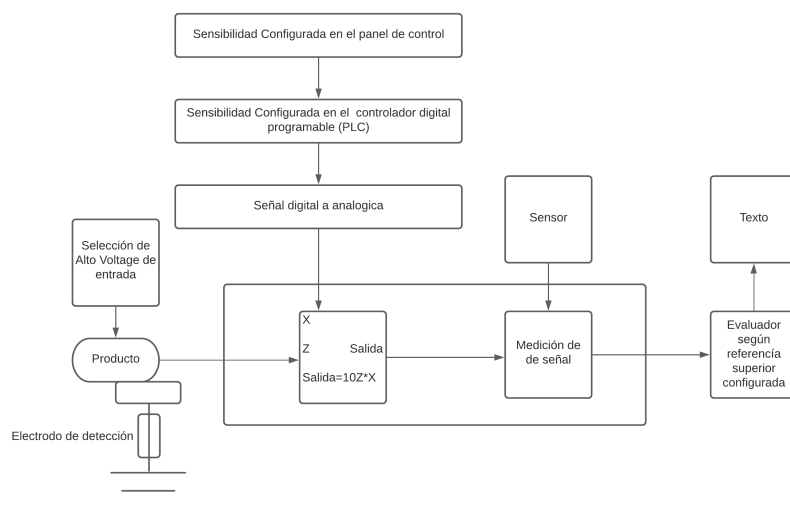 Sensibilidad Configurada en el panel de control
Sensibilidad Configurada en el  controlador digital
programable (PLC)
Señal digital a analogica
Sensor
Texto
Selección de
Alto Voltage de
entrada
Producto
X
Z
Salida
Salida=10Z*X
Medición de
de señal
Evaluador
según
referencía
superior
configurada
Electrodo de detección